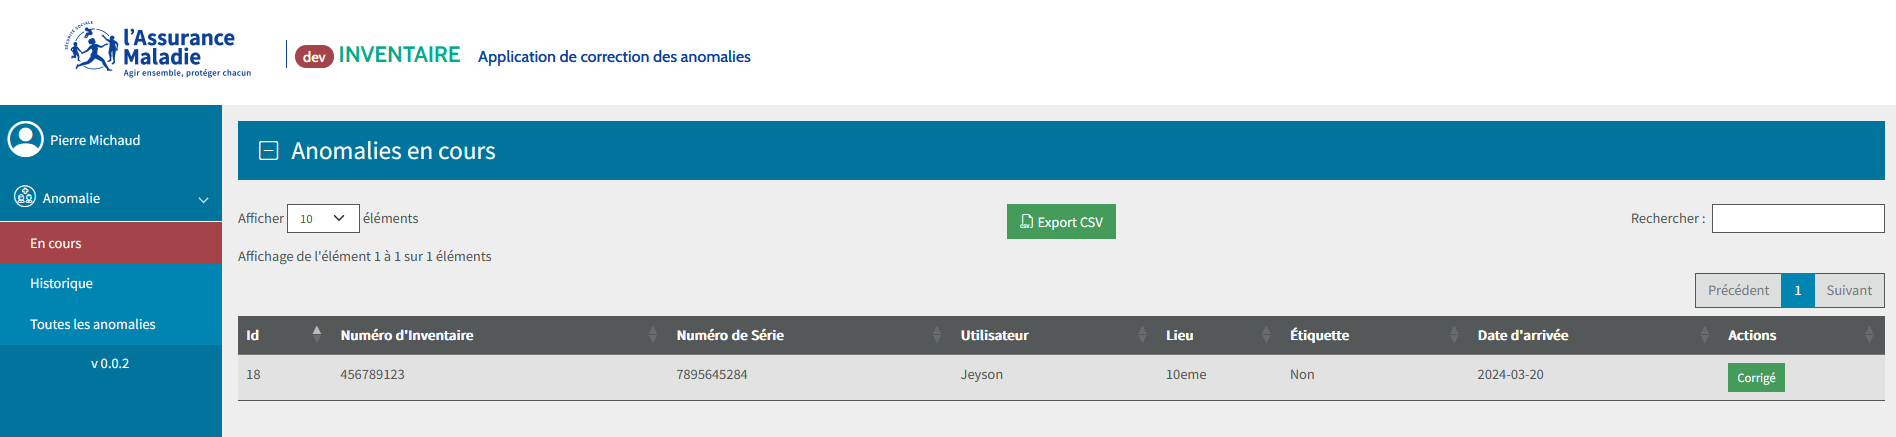 SÉCURITÉ SOCIALE
l'Assurance
Maladie
Agir ensemble, protéger chacun
dev INVENTAIRE Application de correction des anomalies
Pierre Michaud
Anomalie
En cours
Historique
Toutes les anomalies
v 0.0.2
Anomalies en cours
Afficher 10 éléments
Export CSV
Rechercher :
Affichage de l'élément 1 à 1 sur 1 éléments
Précédent 1 Suivant
Id Numéro d'Inventaire Numéro de Série Utilisateur Lieu Étiquette Date d'arrivée Actions
18 456789123 7895645284 Jeyson 10eme Non 2024-03-20 Corrigé